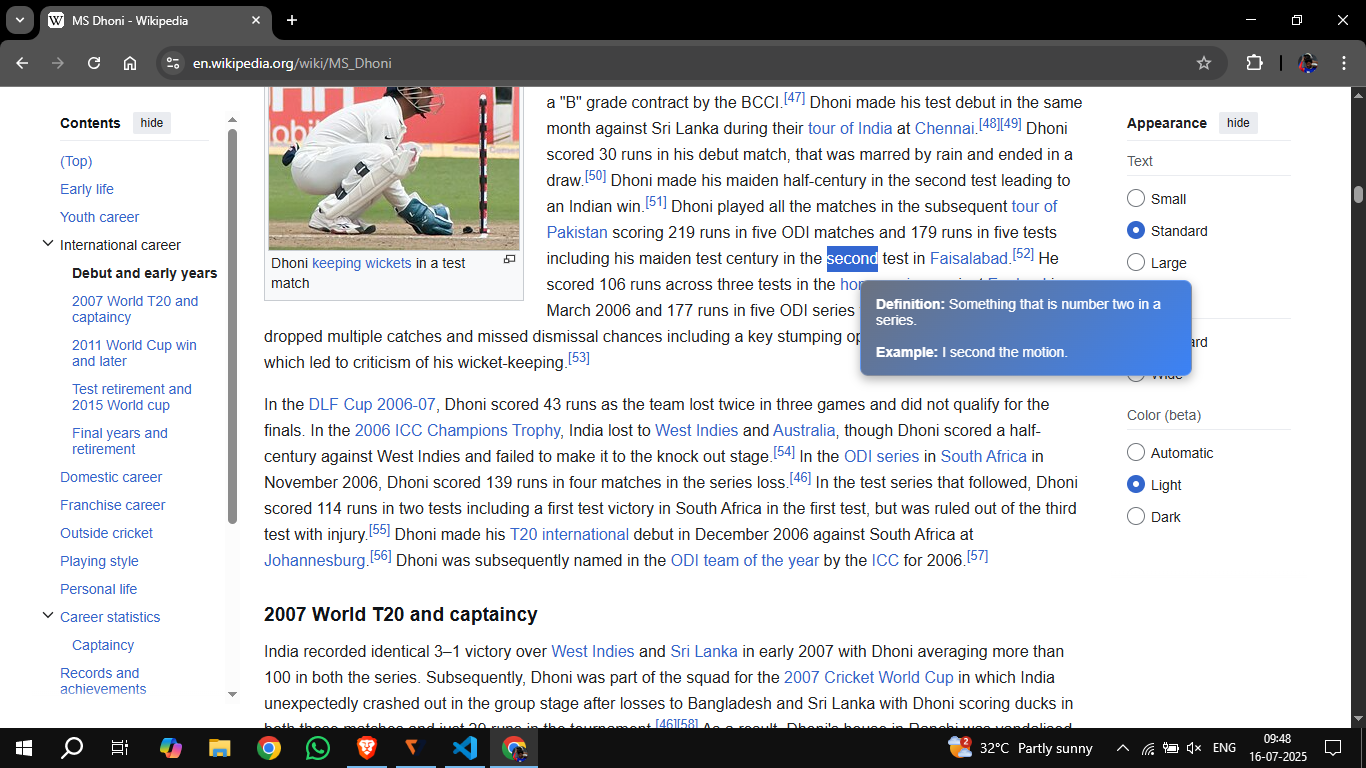 MS Dhoni - Wikipedia
en.wikipedia.org/wiki/MS_Dhoni
Contents hide
(Top)
Early life
Youth career
International career
Debut and early years
2007 World T20 and
captaincy
2011 World Cup win
and later
Test retirement and
2015 World cup
Final years and
retirement
Domestic career
Franchise career
Outside cricket
Playing style
Personal life
Career statistics
Captaincy
Records and
achievements
Dhoni keeping wickets in a test
match
a "B" grade contract by the BCCI.[47] Dhoni made his test debut in the same
month against Sri Lanka during their tour of India at Chennai.[48][49] Dhoni
scored 30 runs in his debut match, that was marred by rain and ended in a
draw.[50] Dhoni made his maiden half-century in the second test leading to
an Indian win.[51] Dhoni played all the matches in the subsequent tour of
Pakistan scoring 219 runs in five ODI matches and 179 runs in five tests
including his maiden test century in the second test in Faisalabad.[52] He
scored 106 runs across three tests in the
March 2006 and 177 runs in five ODI series
dropped multiple catches and missed dismissal chances including a key stumping
which led to criticism of his wicket-keeping.[53]
Definition: Something that is number two in a
series.
Example: I second the motion.
In the DLF Cup 2006-07, Dhoni scored 43 runs as the team lost twice in three games and did not qualify for the
finals. In the 2006 ICC Champions Trophy, India lost to West Indies and Australia, though Dhoni scored a half-
century against West Indies and failed to make it to the knock out stage.[54] In the ODI series in South Africa in
November 2006, Dhoni scored 139 runs in four matches in the series loss.[46] In the test series that followed, Dhoni
scored 114 runs in two tests including a first test victory in South Africa in the first test, but was ruled out of the third
test with injury.[55] Dhoni made his T20 international debut in December 2006 against South Africa at
Johannesburg.[56] Dhoni was subsequently named in the ODI team of the year by the ICC for 2006.[57]
2007 World T20 and captaincy
India recorded identical 3–1 victory over West Indies and Sri Lanka in early 2007 with Dhoni averaging more than
100 in both the series. Subsequently, Dhoni was part of the squad for the 2007 Cricket World Cup in which India
unexpectedly crashed out in the group stage after losses to Bangladesh and Sri Lanka with Dhoni scoring ducks in
Appearance hide
Text
Small
Standard
Large
Color (beta)
Automatic
Light
Dark
2
32°C Partly sunny
ENG
09:48
16-07-2025